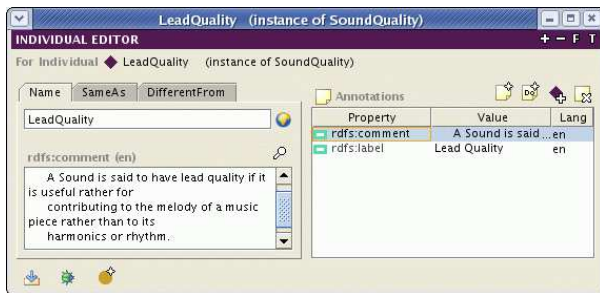 LeadQuality (instance of SoundQuality)
INDIVIDUAL EDITOR + − F T
For Individual LeadQuality (instance of SoundQuality)
Name SameAs DifferentFrom
LeadQuality
rdfs:comment (en)
A Sound is said to have lead quality if it
is useful rather for
contributing to the melody of a music
piece rather than to its
harmonics or rhythm.
Annotations
Property Value Lang
rdfs:comment A Sound is said ... en
rdfs:label Lead Quality en